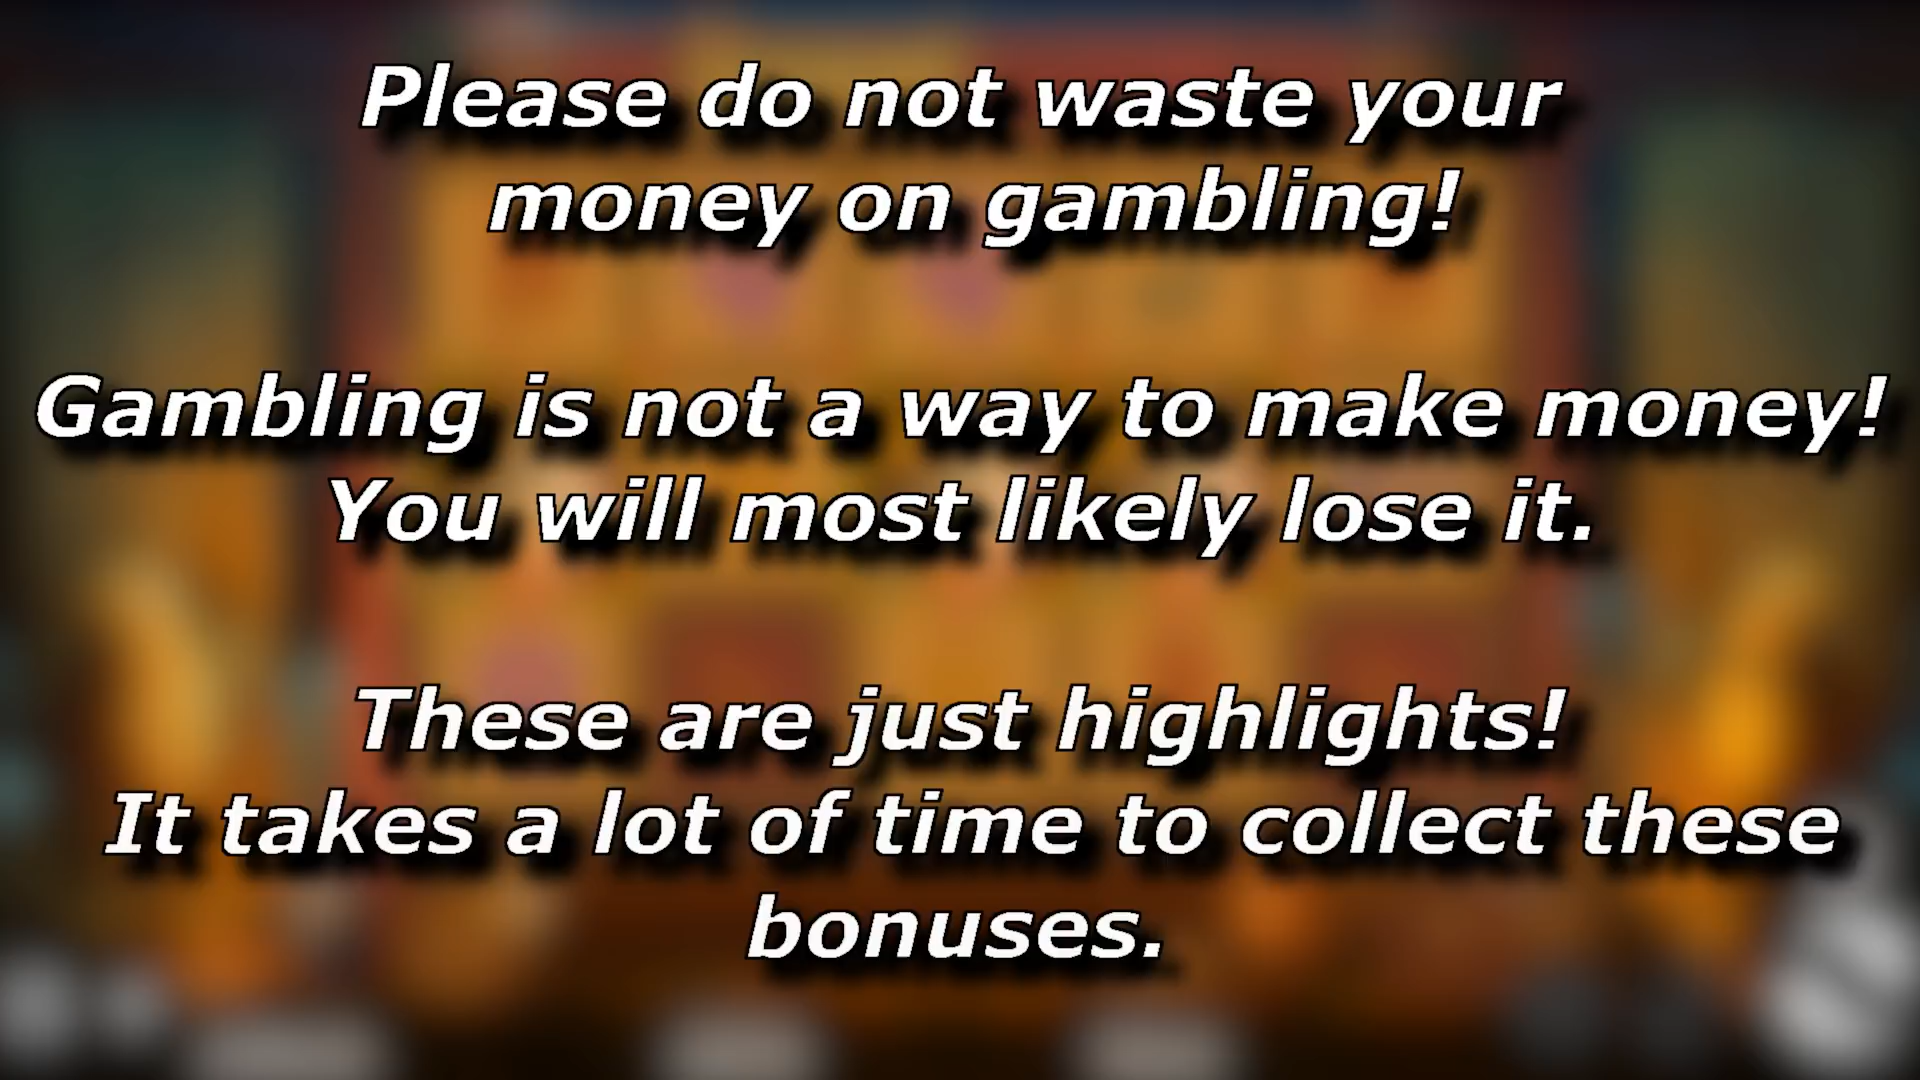 Please do not waste your
money on gambling!
Gambling is not a way to make money!
You will most likely lose it.
These are just highlights!
It takes a lot of time to collect these
bonuses.